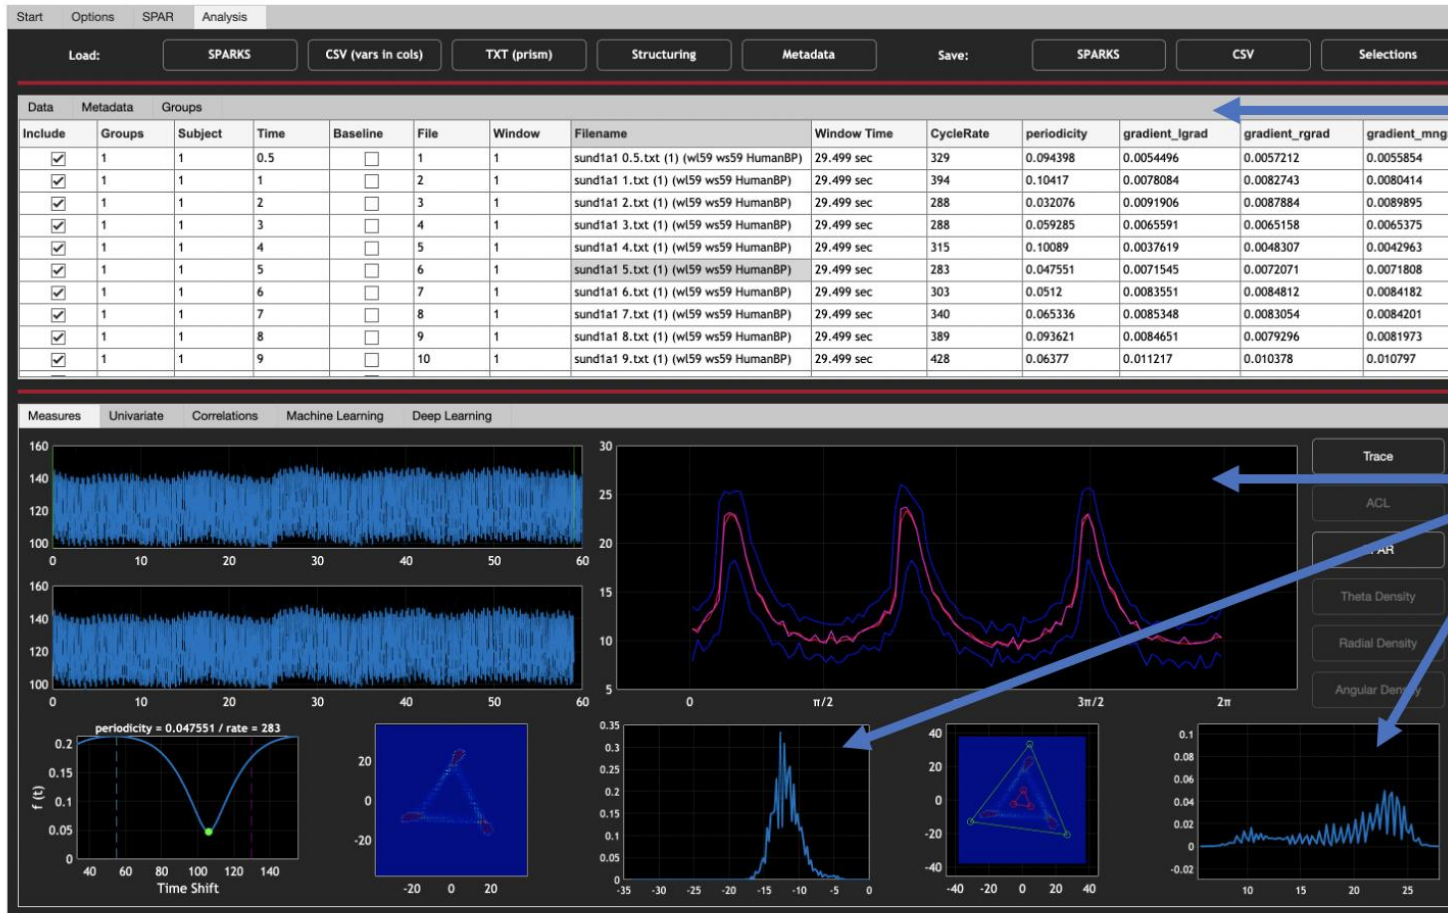 Start Options SPAR Analysis
Load: SPARKS CSV (vars in cols) TXT (prism) Structuring Metadata Save: SPARKS CSV Selections
Data Metadata Groups
Include Groups Subject Time Baseline File Window Filename Window Time CycleRate periodicity gradient_lgrad gradient_rgrad gradient_mng
1 1 0.5 1 1 sund1a1 0.5.txt (1) (wl59 ws59 HumanBP) 29.499 sec 329 0.094398 0.0054496 0.0057212 0.0055854
1 1 1 2 1 sund1a1 1.txt (1) (wl59 ws59 HumanBP) 29.499 sec 394 0.10417 0.0078084 0.0082743 0.0080414
1 1 2 3 1 sund1a1 2.txt (1) (wl59 ws59 HumanBP) 29.499 sec 288 0.032076 0.0091906 0.0087884 0.0089895
1 1 3 4 1 sund1a1 3.txt (1) (wl59 ws59 HumanBP) 29.499 sec 288 0.059285 0.0065591 0.0065158 0.0065375
1 1 4 5 1 sund1a1 4.txt (1) (wl59 ws59 HumanBP) 29.499 sec 315 0.10089 0.0037619 0.0048307 0.0042963
1 1 5 6 1 sund1a1 5.txt (1) (wl59 ws59 HumanBP) 29.499 sec 283 0.047551 0.0071545 0.0072071 0.0071808
1 1 6 7 1 sund1a1 6.txt (1) (wl59 ws59 HumanBP) 29.499 sec 303 0.0512 0.0083551 0.0084812 0.0084182
1 1 7 8 1 sund1a1 7.txt (1) (wl59 ws59 HumanBP) 29.499 sec 340 0.065336 0.0085348 0.0083054 0.0084201
1 1 8 9 1 sund1a1 8.txt (1) (wl59 ws59 HumanBP) 29.499 sec 389 0.093621 0.0084651 0.0079296 0.0081973
1 1 9 10 1 sund1a1 9.txt (1) (wl59 ws59 HumanBP) 29.499 sec 428 0.06377 0.011217 0.010378 0.010797
Measures Univariate Correlations Machine Learning Deep Learning
160
140
120
100
0 10 20 30 40 50 60
160
140
120
100
0 10 20 30 40 50 60
30
25
20
15
10
5
0 π/2 3π/2 2π
Trace
ACL
AR
Theta Density
Radial Density
Angular Density
periodicity = 0.047551 / rate = 283
f (t)
0.2
0.15
0.1
0.05
0
40 60 80 100 120 140
Time Shift
20
0
-20
-20 0 20
0.35
0.3
0.25
0.2
0.15
0.1
0.05
0
-35 -30 -25 -20 -15 -10 -5 0
40
20
0
-20
-40
-40 -20 0 20 40
0.1
0.08
0.06
0.04
0.02
0
-0.02
10 15 20 25